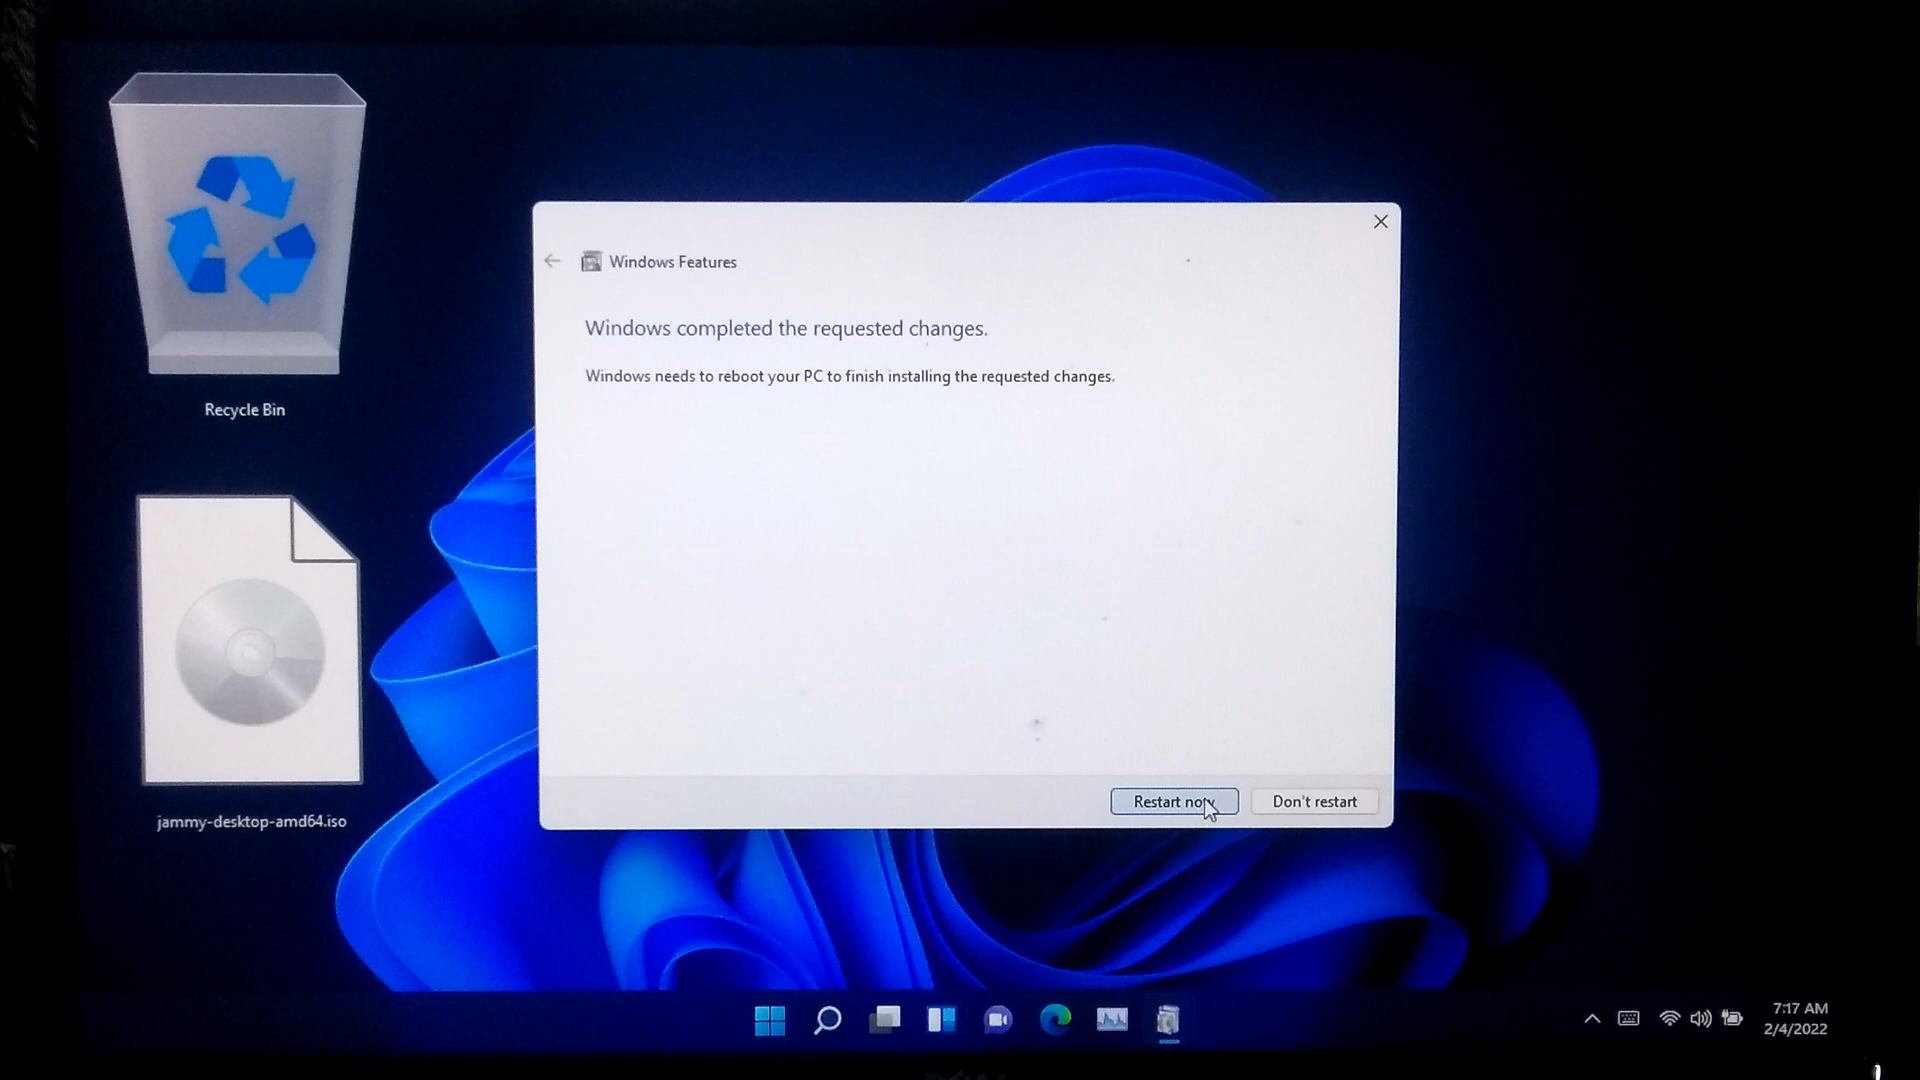 Recycle Bin
jammy-desktop-amd64.iso
Windows Features
Windows completed the requested changes.
Windows needs to reboot your PC to finish installing the requested changes.
Restart now
Don't restart
7:17 AM
2/4/2022